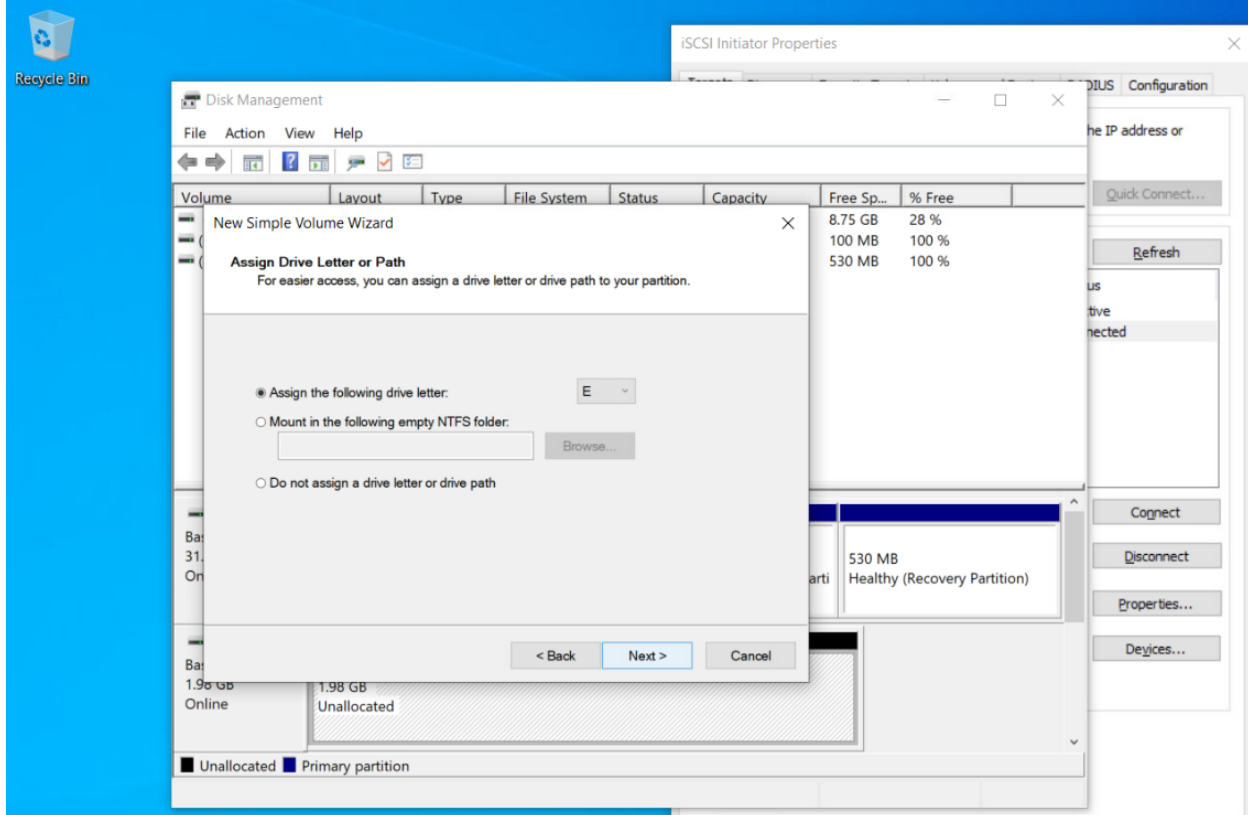 Recycle Bin
iSCSI Initiator Properties
Configuration
he IP address or
Quick Connect...
Refresh
Connect
Disconnect
Properties...
Devices...
Disk Management
File Action View Help
Volume Layout Type File System Status Capacity Free Sp... % Free
8.75 GB 28 %
100 MB 100 %
530 MB 100 %
New Simple Volume Wizard
Assign Drive Letter or Path
For easier access, you can assign a drive letter or drive path to your partition.
Assign the following drive letter: E
Mount in the following empty NTFS folder:
Browse...
Do not assign a drive letter or drive path
< Back Next > Cancel
530 MB
Healthy (Recovery Partition)
1.98 GB
Online
1.98 GB
Unallocated
Unallocated Primary partition